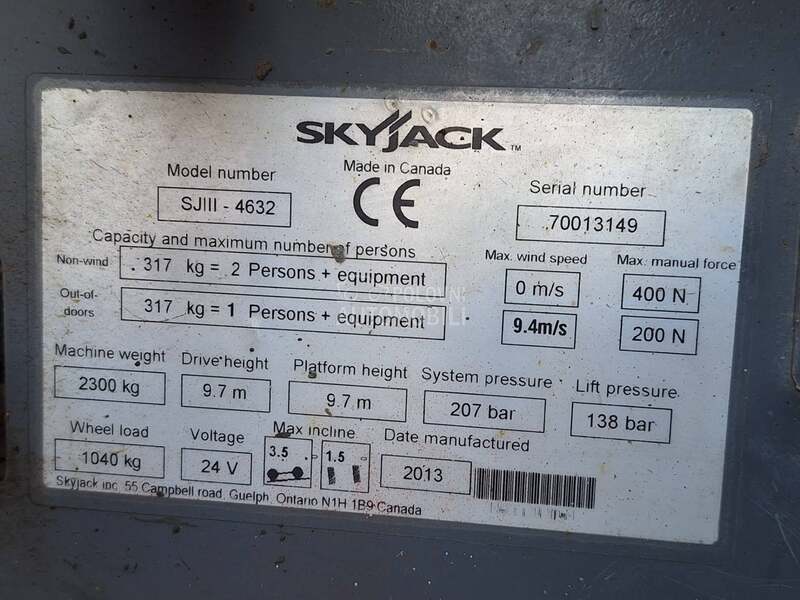 SKYJACK™
Made in Canada
CE
Model number
SJIII - 4632
Serial number
70013149
Capacity and maximum number of persons
Max. wind speed
Max. manual force
Non-wind
317 kg = 2 Persons + equipment
0 m/s
400 N
Out-of-doors
317 kg = 1 Persons + equipment
9.4m/s
200 N
Machine weight
2300 kg
Drive height
9.7 m
Platform height
9.7 m
System pressure
207 bar
Lift pressure
138 bar
Wheel load
1040 kg
Voltage
24 V
Max incline
3.5
1.5
Date manufactured
2013
Skyjack inc. 55 Campbell road, Guelph, Ontario N1H 1B9 Canada
POLOVNI
AUTOMOBILI